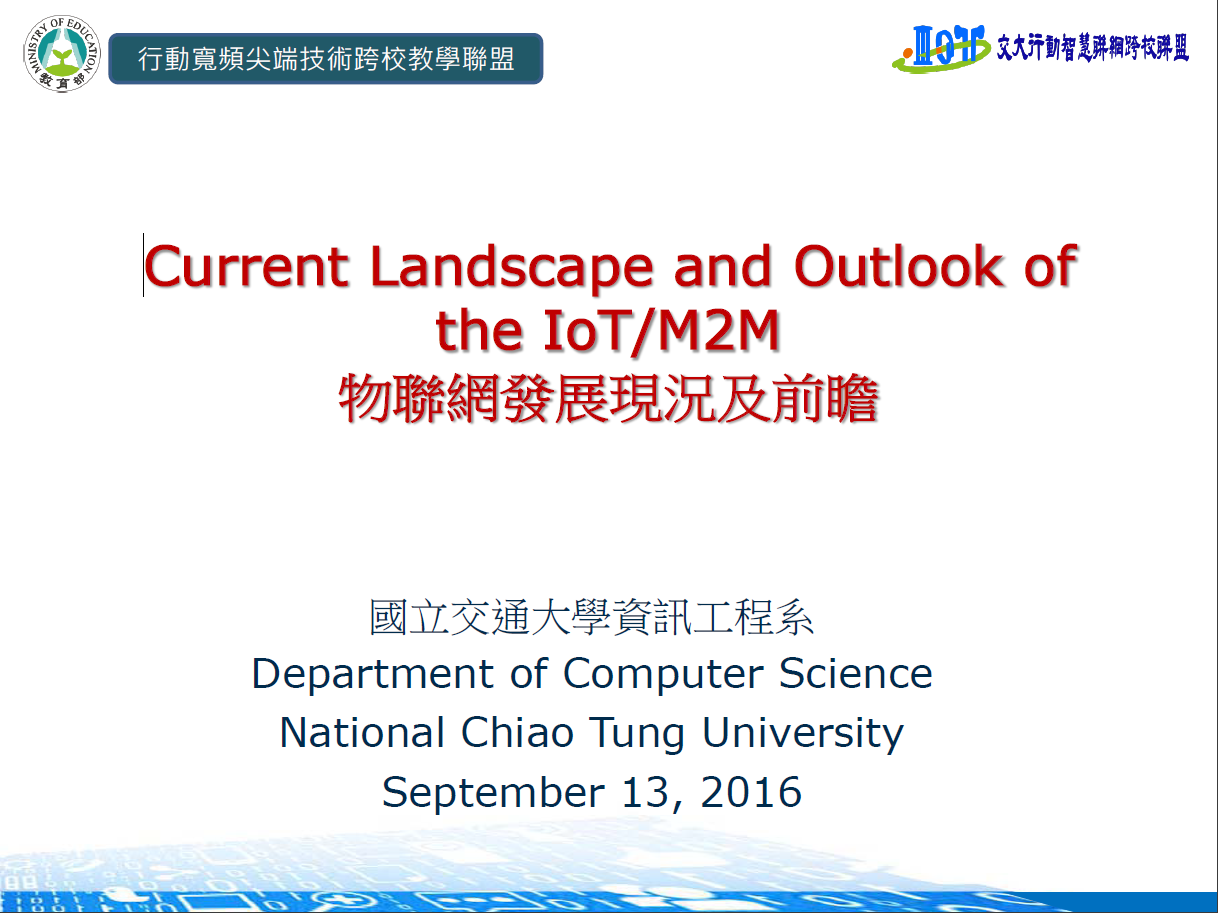 MINISTRY OF EDUCATION
教育部
行動寬頻尖端技術跨校教學聯盟
IIOT
交大行動智慧聯網跨校聯盟
Current Landscape and Outlook of
the IoT/M2M
物聯網發展現況及前瞻
國立交通大學資訊工程系
Department of Computer Science
National Chiao Tung University
September 13, 2016